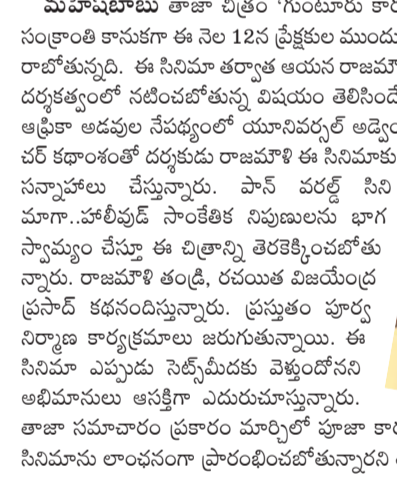 మహేష్‌బాబు తాజా చిత్రం ‘గుంటూరు కార
సంక్రాంతి కానుకగా ఈ నెల 12న ప్రేక్షకుల ముందు
రాబోతున్నది. ఈ సినిమా తర్వాత ఆయన రాజమౌ
దర్శకత్వంలో నటించబోతున్న విషయం తెలిసిందే
ఆఫ్రికా అడవుల నేపథ్యంలో యూనివర్సల్ అడ్వెం
చర్ కథాంశంతో దర్శకుడు రాజమౌళి ఈ సినిమాకు
సన్నాహాలు చేస్తున్నారు. పాన్ వరల్డ్ సిని
మాగా..హాలీవుడ్ సాంకేతిక నిపుణులను భాగ
స్వామ్యం చేస్తూ ఈ చిత్రాన్ని తెరకెక్కించబోతు
న్నారు. రాజమౌళి తండ్రి, రచయిత విజయేంద్ర
ప్రసాద్ కథనందిస్తున్నారు. ప్రస్తుతం పూర్వ
నిర్మాణ కార్యక్రమాలు జరుగుతున్నాయి. ఈ
సినిమా ఎప్పుడు సెట్స్‌మీదకు వెళ్తుందోనని
అభిమానులు ఆసక్తిగా ఎదురుచూస్తున్నారు.
తాజా సమాచారం ప్రకారం మార్చిలో పూజా కా
సినిమాను లాంఛనంగా ప్రారంభించబోతున్నారని